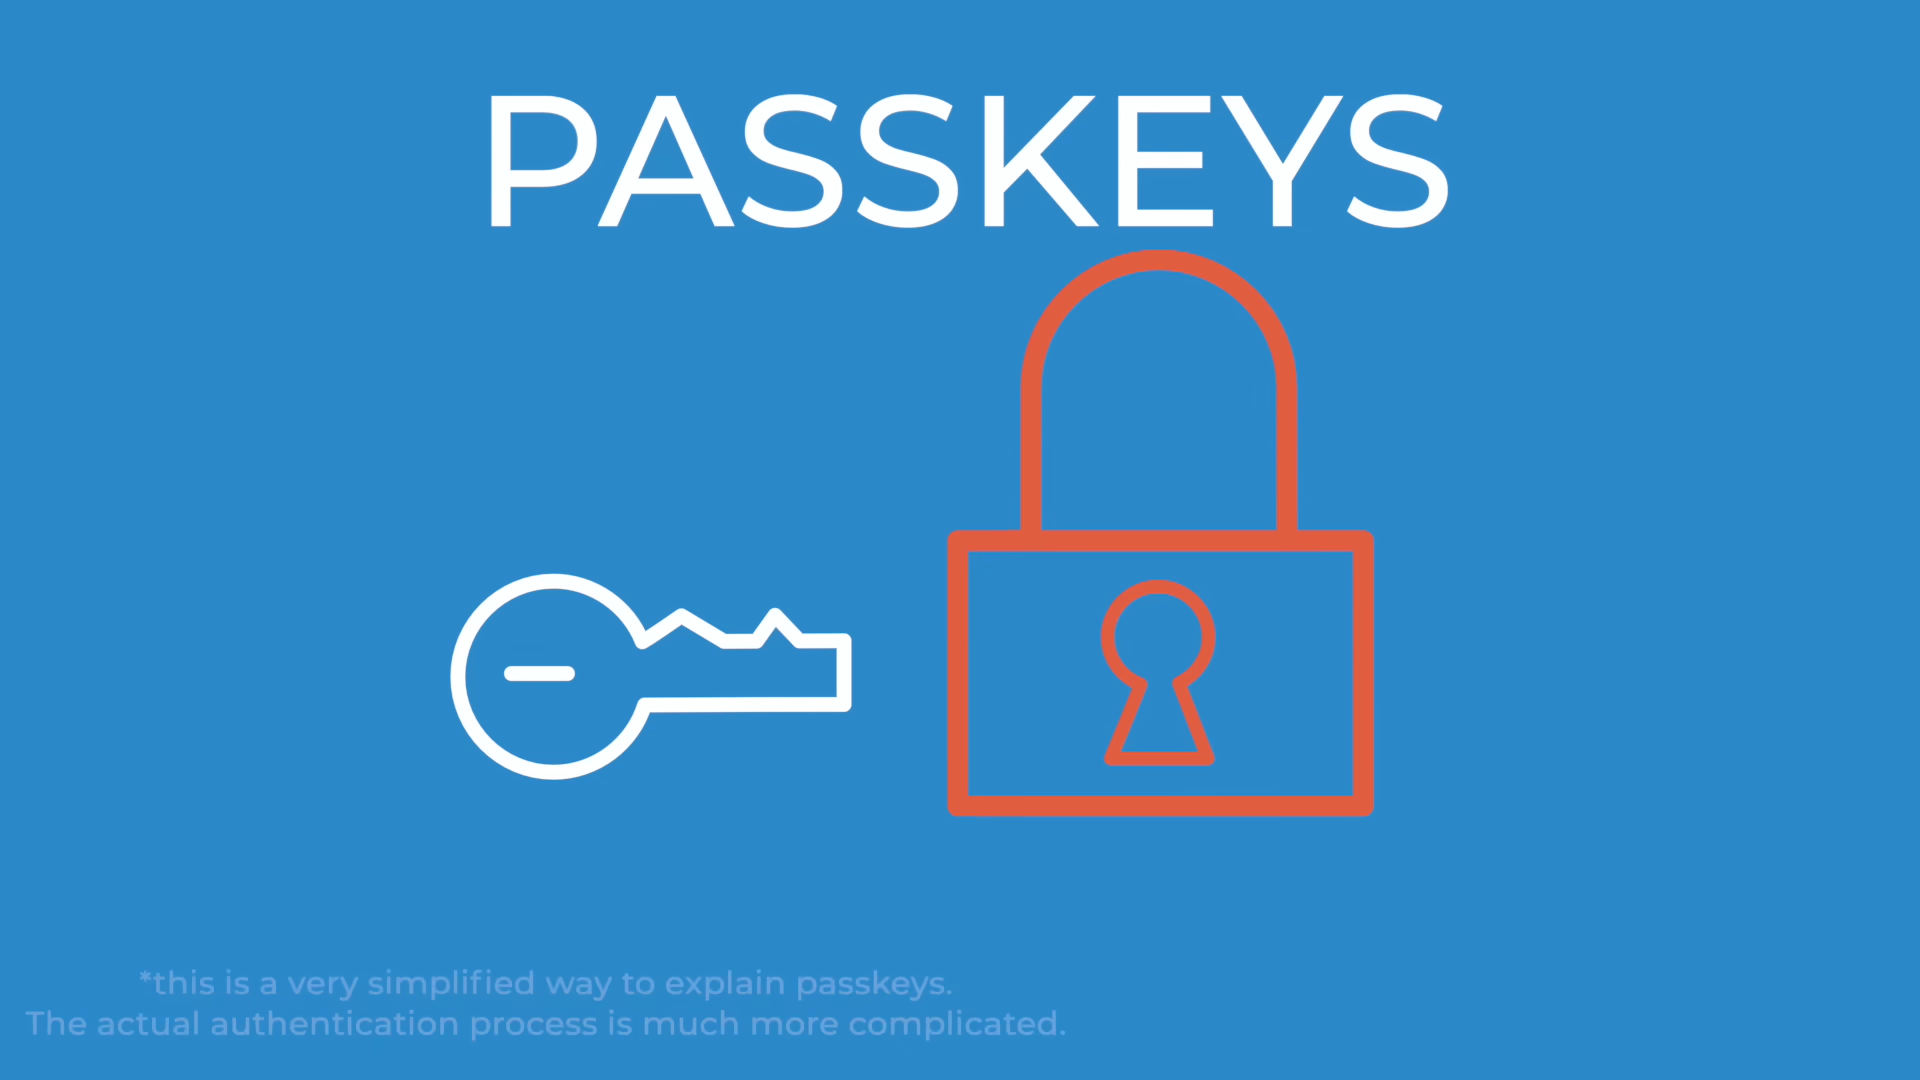 PASSKEYS
*this is a very simplified way to explain passkeys.
The actual authentication process is much more complicated.